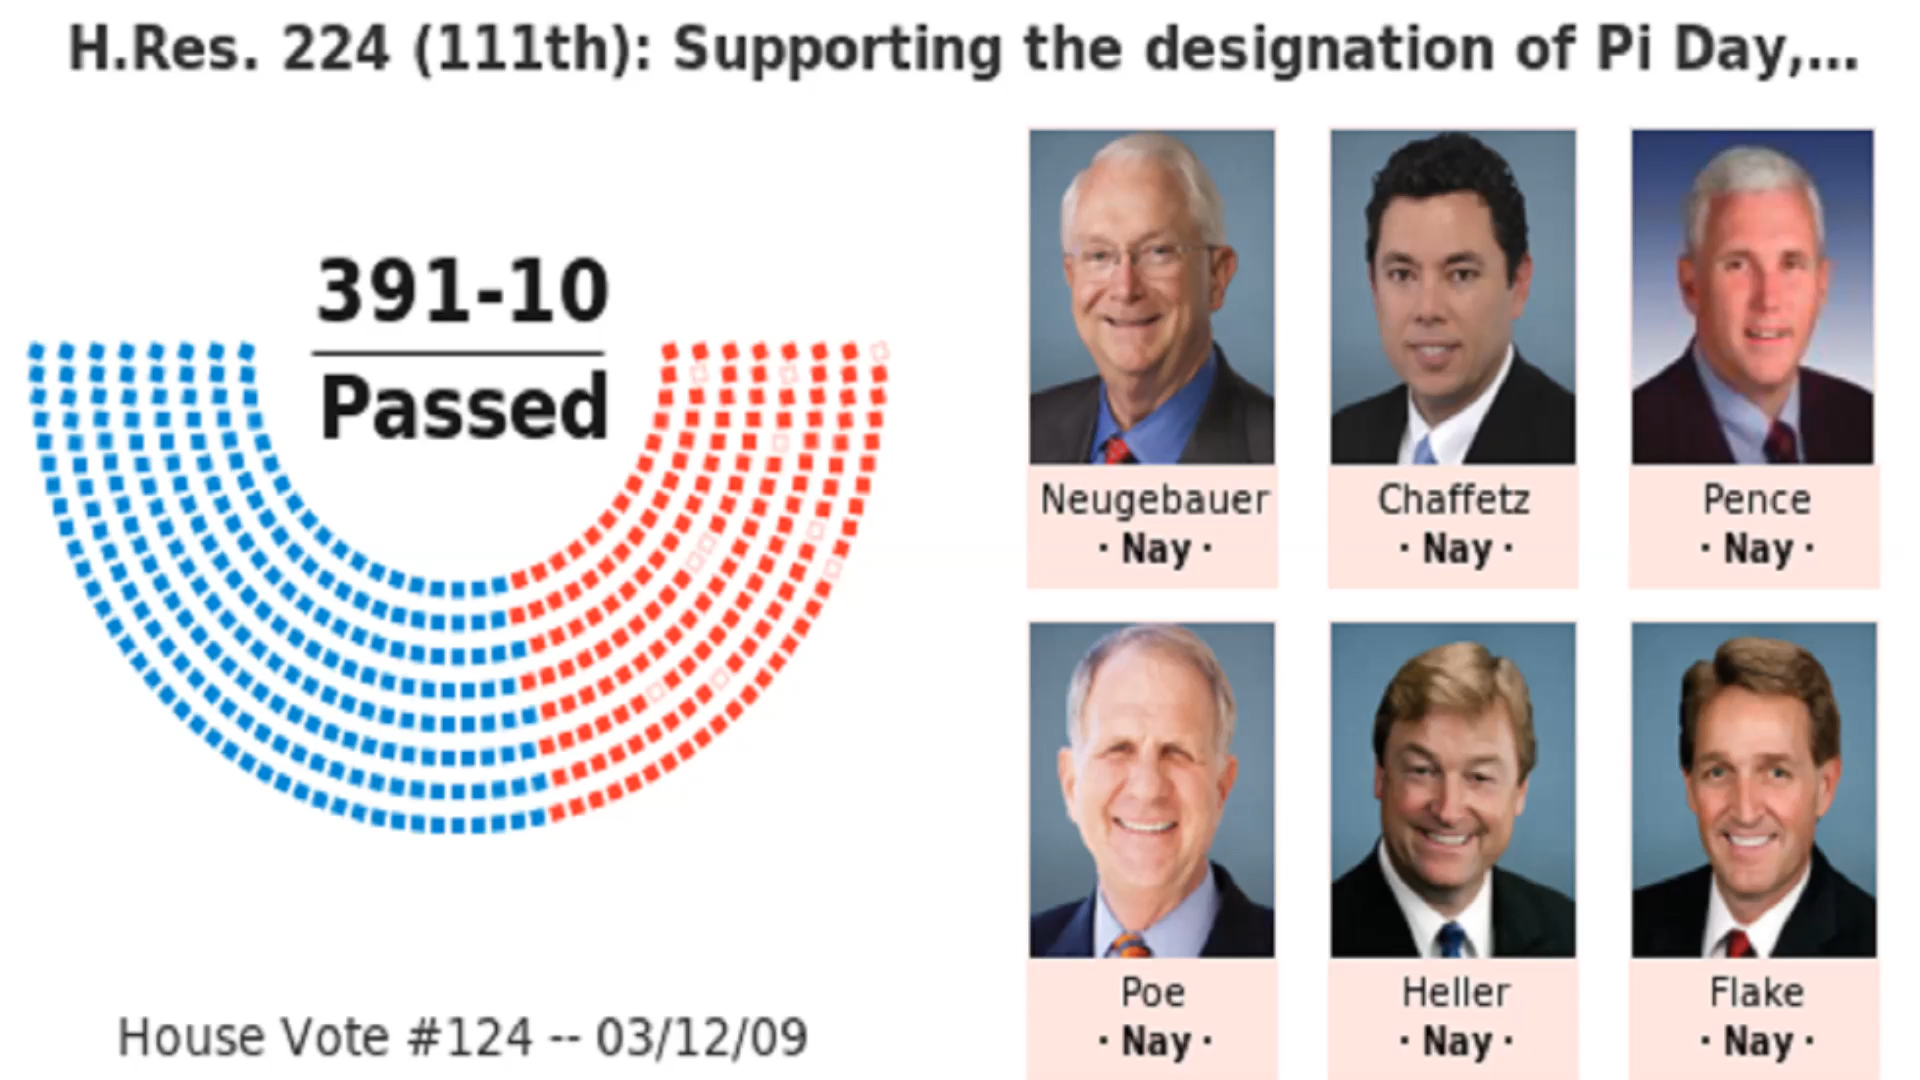 H.Res. 224 (111th): Supporting the designation of Pi Day,...
391-10
Passed
House Vote #124 -- 03/12/09
Neugebauer
· Nay ·
Chaffetz
· Nay ·
Pence
· Nay ·
Poe
· Nay ·
Heller
· Nay ·
Flake
· Nay ·